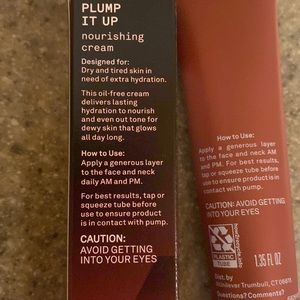 PLUMP
IT UP
nourishing
cream
Designed for:
Dry and tired skin in
need of extra hydration.
This oil-free cream
delivers lasting
hydration to nourish
and even out tone for
dewy skin that glows
all day long.
How to Use:
Apply a generous layer
to the face and neck
daily AM and PM.
For best results, tap or
squeeze tube before
use to ensure product
is in contact with pump.
CAUTION:
AVOID GETTING
INTO YOUR EYES
How to Use:
Apply a generous layer
to the face and neck AM
and PM. For best results,
tap or squeeze tube before
use to ensure product is in
contact with pump.
CAUTION:
AVOID GETTING
INTO YOUR EYES
PLASTIC
TUBE
1.35 FL OZ
Dist. by
Unilever Trumbull, CT 06611
Questions? Comments?